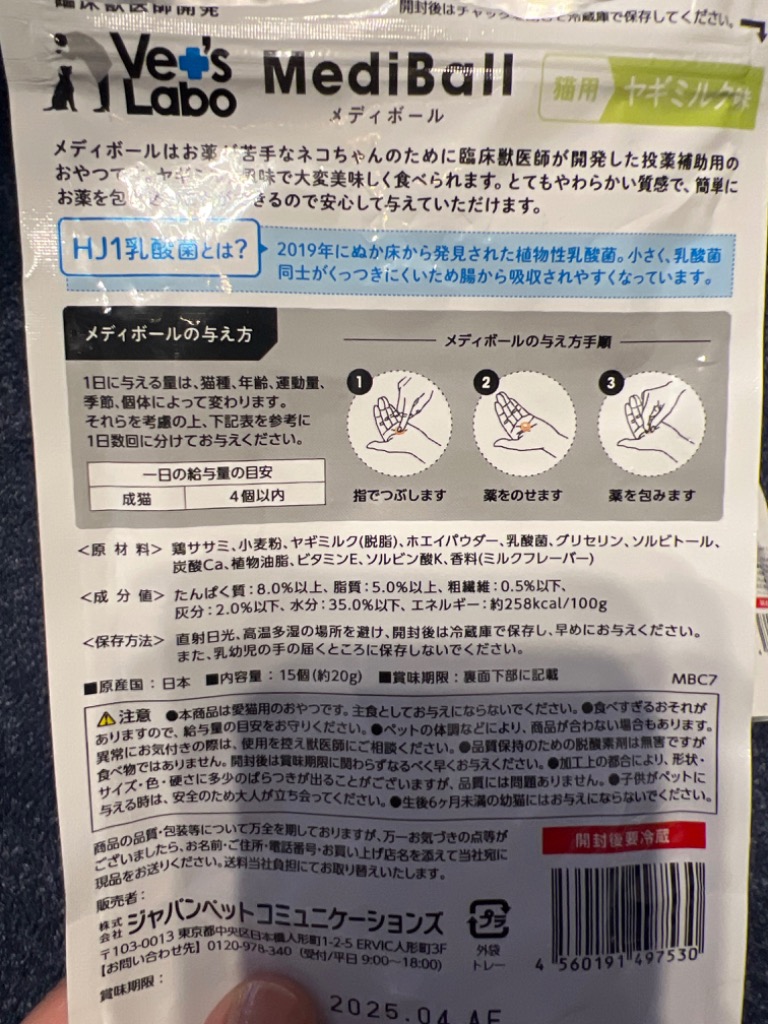 臨床獣医師開発
開封後はチャックを 冷蔵庫で保存してください。
Vet's Labo
MediBall
メディボール
猫用 ヤギミルク味
メディボールはお薬が苦手なネコちゃんのために臨床獣医師が開発した投薬補助用の
おやつで 風味で大変美味しく食べられます。とてもやわらかい質感で、簡単に
お薬を包 きるので安心して与えていただけます。
HJ1乳酸菌とは?
2019年にぬか床から発見された植物性乳酸菌。小さく、乳酸菌
同士がくっつきにくいため腸から吸収されやすくなっています。
メディボールの与え方
1日に与える量は、猫種、年齢、運動量、
季節、個体によって変わります。
それらを考慮の上、下記表を参考に
1日数回に分けてお与えください。
一日の給与量の目安
成猫 4個以内
メディボールの与え方手順
1 2 3
指でつぶします 薬をのせます 薬を包みます
<原材料> 鶏ササミ、小麦粉、ヤギミルク(脱脂)、ホエイパウダー、乳酸菌、グリセリン、ソルビトール、
炭酸Ca、植物油脂、ビタミンE、ソルビン酸K、香料(ミルクフレーバー)
<成分値> たんぱく質:8.0%以上、脂質:5.0%以上、粗繊維:0.5%以下、
灰分:2.0%以下、水分:35.0%以下、エネルギー:約258kcal/100g
<保存方法> 直射日光、高温多湿の場所を避け、開封後は冷蔵庫で保存し、早めにお与えください。
また、乳幼児の手の届くところに保存しないでください。
■原産国:日本 ■内容量:15個(約20g) ■賞味期限:裏面下部に記載 MBC7
⚠注意 ●本商品は愛猫用のおやつです。主食としてお与えにならないでください。●食べすぎるおそれが
ありますので、給与量の目安をお守りください。●ペットの体調などにより、商品が合わない場合もあります。
異常にお気付きの際は、使用を控え獣医師にご相談ください。●品質保持のための脱酸素剤は無害ですが
食べ物ではありません。開封後は賞味期限に関わらずなるべく早くお与えください。●加工上の都合により、形状・
サイズ・色・硬さに多少のばらつきが出ることがございますが、品質には問題ありません。●子供がペットに
与える時は、安全のため大人が立ち会ってください。●生後6ヶ月未満の幼猫にはお与えにならないでください。
商品の品質・包装等について万全を期しておりますが、万一お気づきの点等が
ございましたら、お名前・ご住所・電話番号・お買い上げ店名を添えて当社宛に
現品をお送りください。送料当社負担にてお取り替えいたします。
開封後要冷蔵
販売者:
株式会社 ジャパンペットコミュニケーションズ
〒103-0013 東京都中央区日本橋人形町1-2-5 ERVIC人形町3F
【お問い合わせ先】0120-978-340 (受付/平日 9:00〜18:00)
プラ
外袋
トレー
4 560191 497530
賞味期限:
2025.04 AF